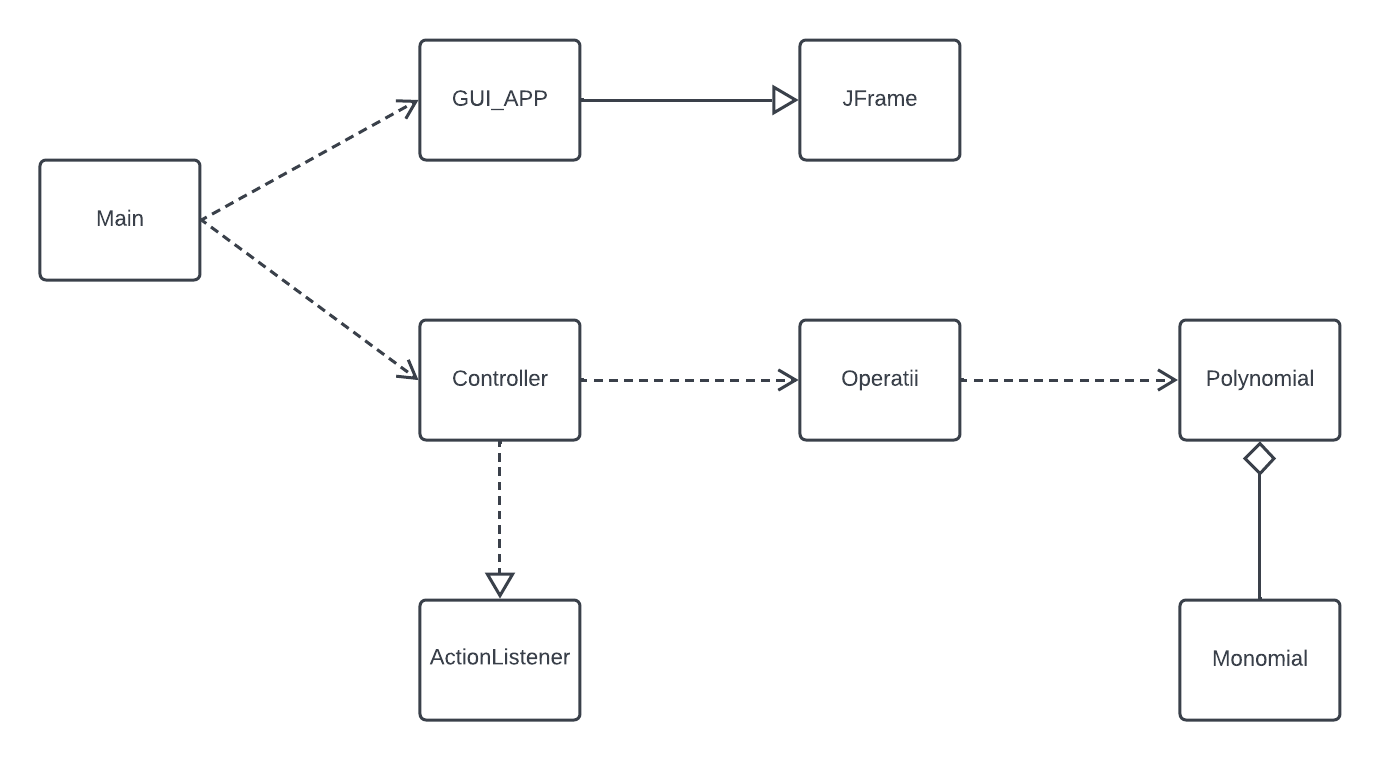 GUI_APP
JFrame
Main
Controller
Operatii
Polynomial
ActionListener
Monomial